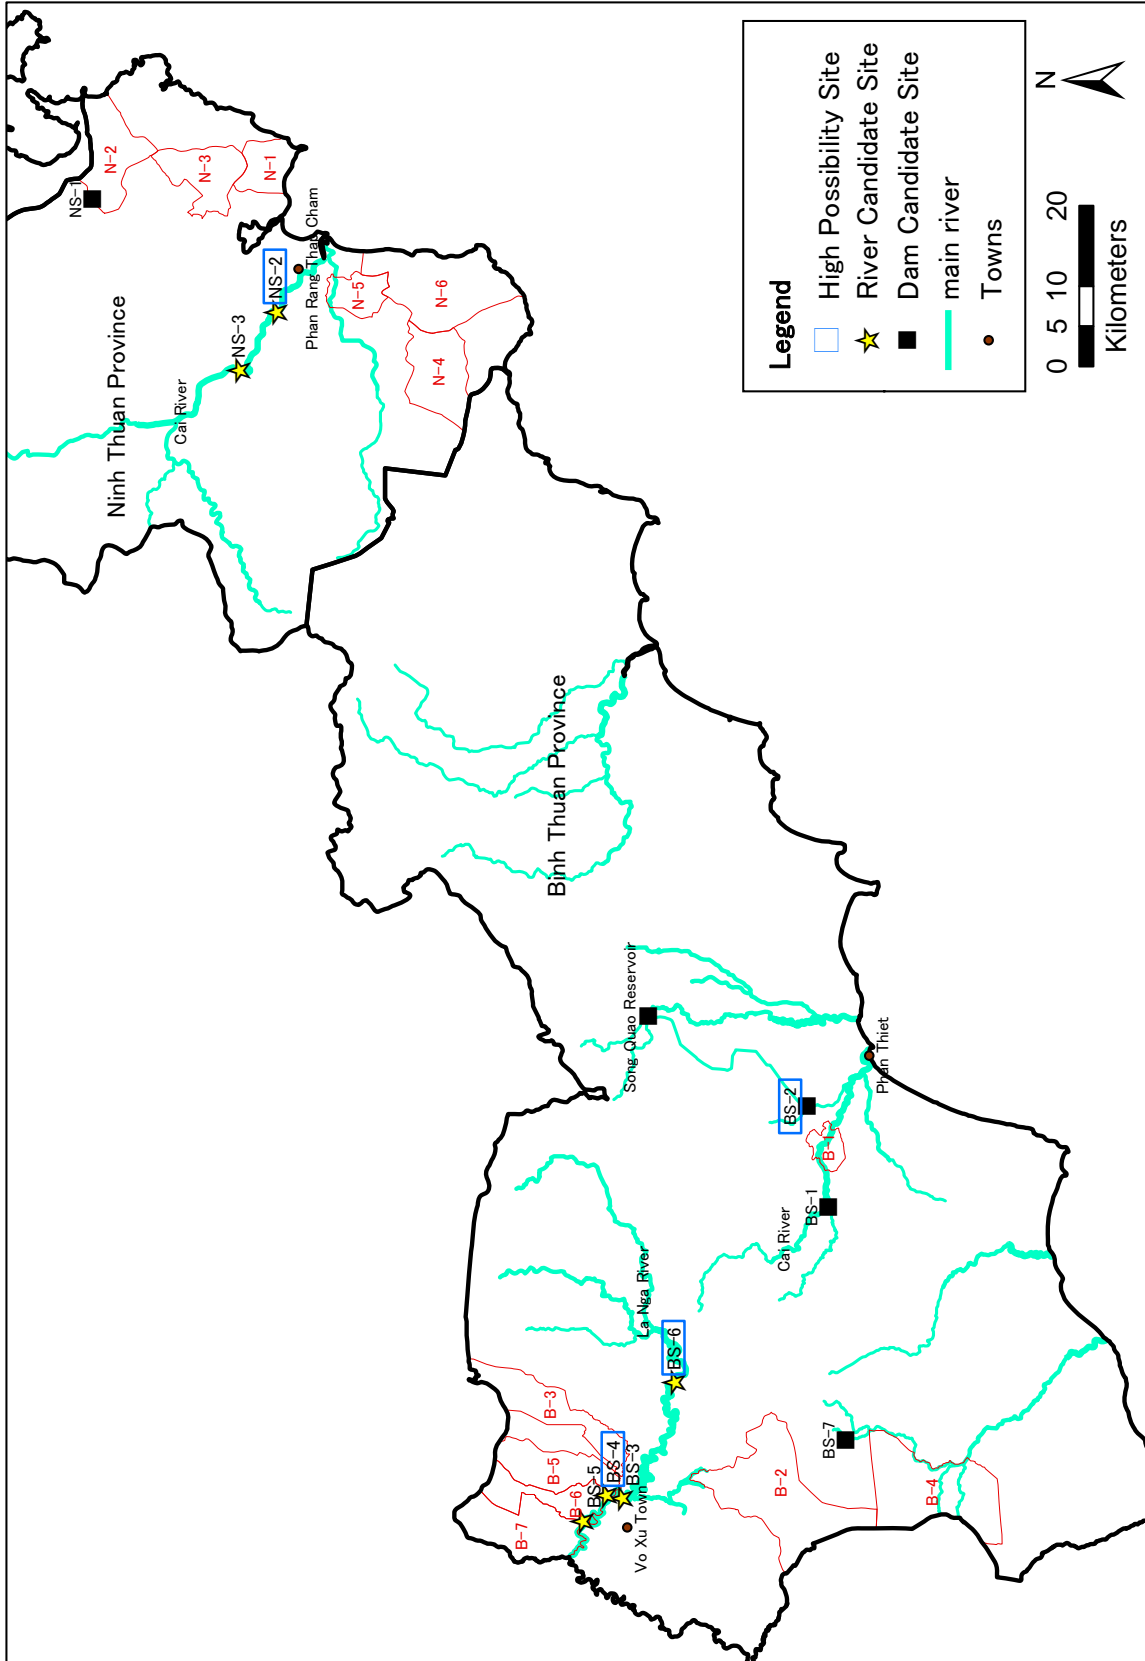 Ninh Thuan Province
Cai River
NS-1
NS-2
NS-3
N-2
N-3
N-1
Phan Rang Thap Cham
N-5
N-6
N-4
Binh Thuan Province
Song Quao Reservoir
BS-2
Phan Thiet
B-1
BS-1
Cai River
La Nga River
BS-6
B-3
B-5
B-6
B-7
BS-5
BS-4
BS-3
Vo Xu Town
B-2
BS-7
B-4
Legend
High Possibility Site
River Candidate Site
Dam Candidate Site
main river
Towns
N
0 5 10 20
Kilometers